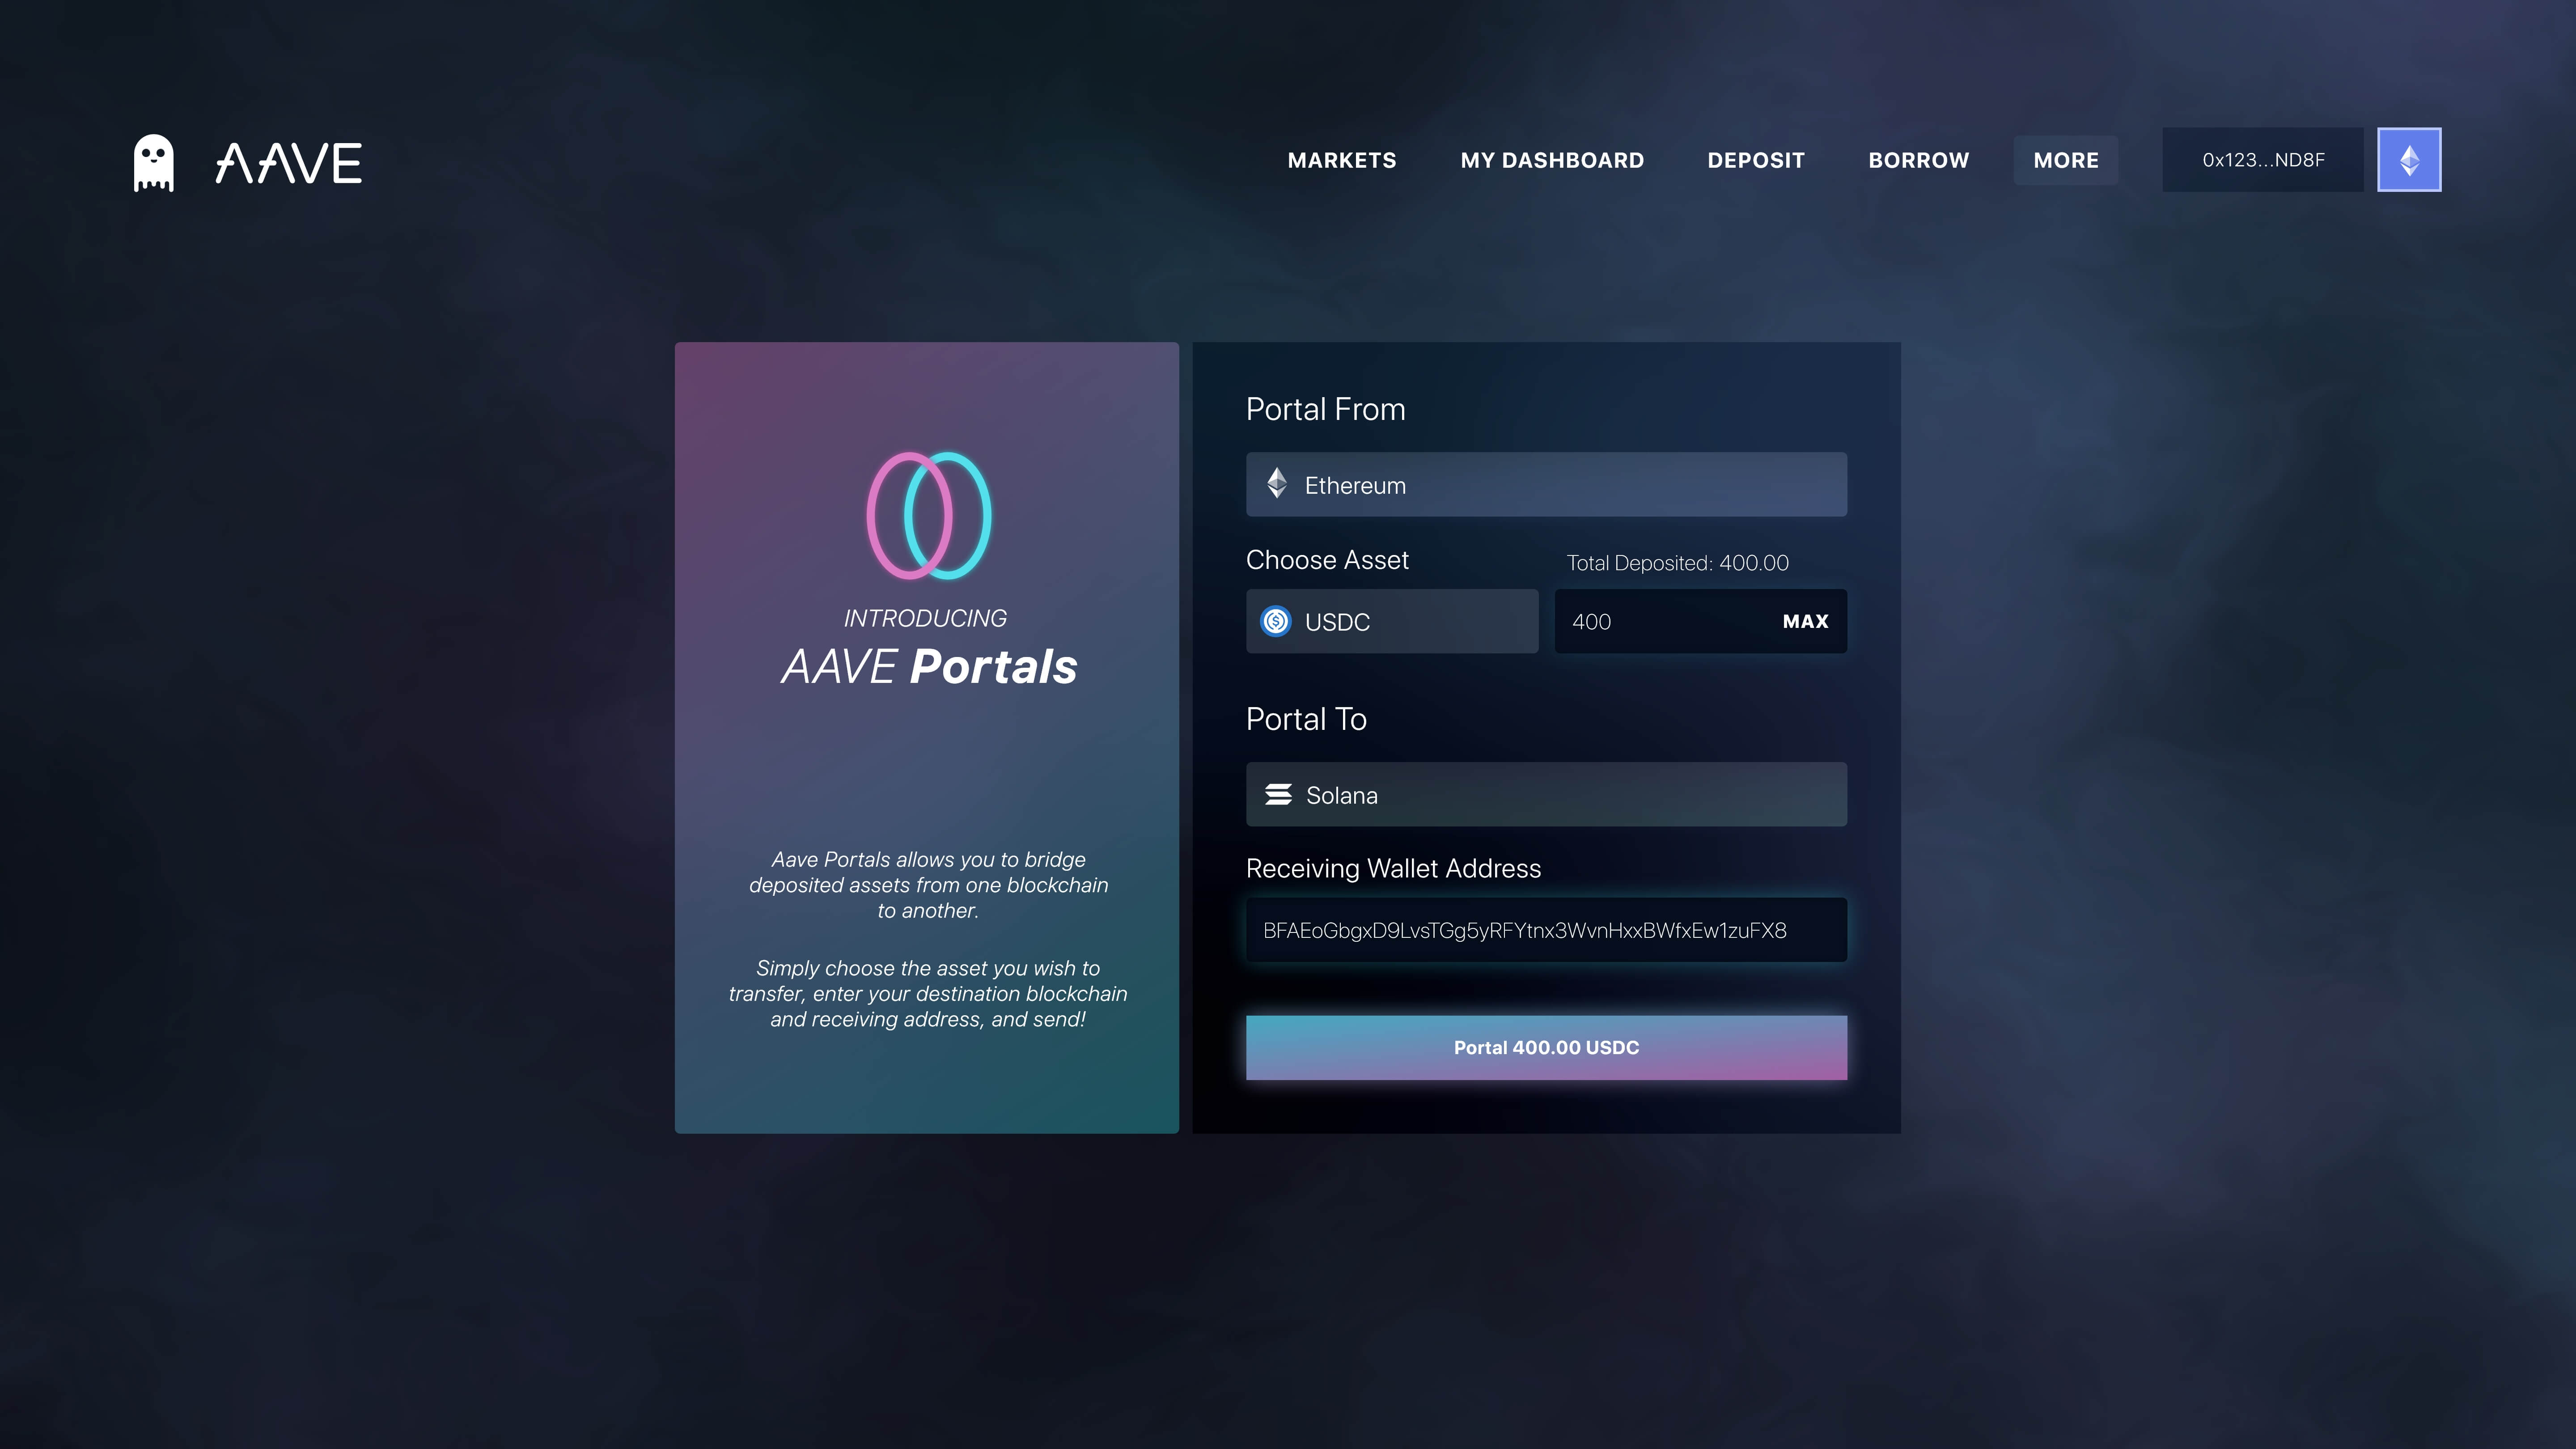 AAVE
MARKETS
MY DASHBOARD
DEPOSIT
BORROW
MORE
0x123...ND8F
INTRODUCING
AAVE Portals
Aave Portals allows you to bridge
deposited assets from one blockchain
to another.
Simply choose the asset you wish to
transfer, enter your destination blockchain
and receiving address, and send!
Portal From
Ethereum
Choose Asset
Total Deposited: 400.00
USDC
400
MAX
Portal To
Solana
Receiving Wallet Address
BFAEoGbgxD9LvsTGg5yRFYtnx3WvnHxxBWfxEw1zuFX8
Portal 400.00 USDC